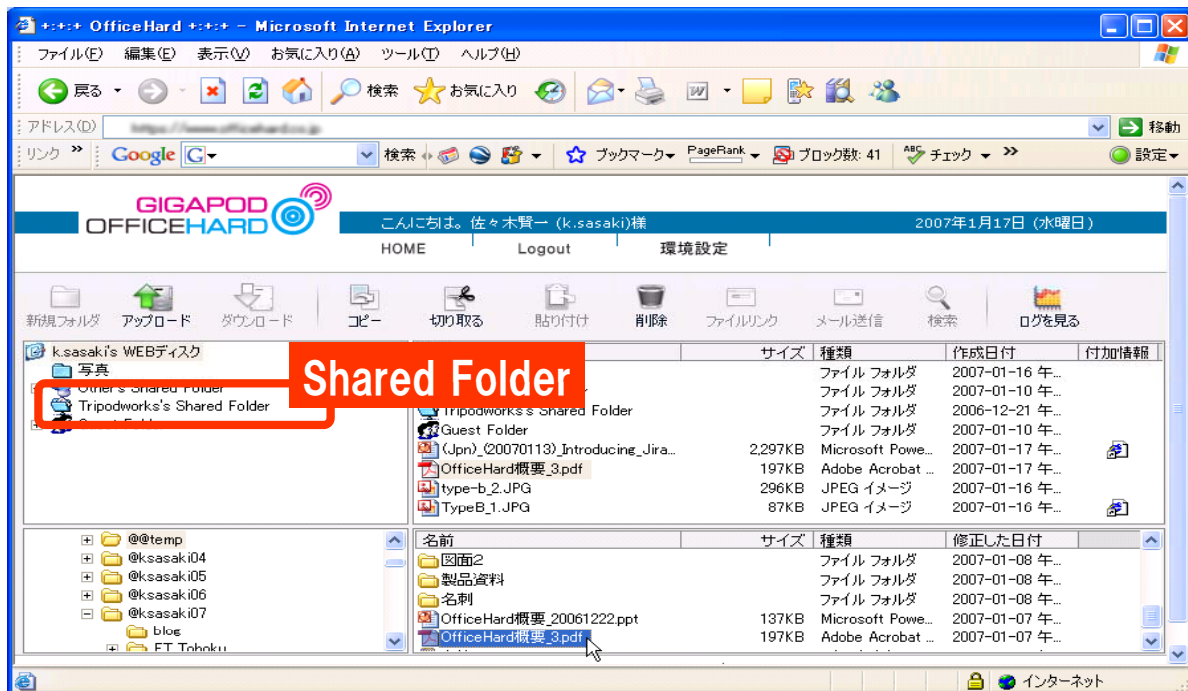 +:+:+ OfficeHard +:+:+ - Microsoft Internet Explorer
ファイル(F) 編集(E) 表示(V) お気に入り(A) ツール(T) ヘルプ(H)
戻る 検索 お気に入り
アドレス(D) 移動
リンク » Google G 検索 ブックマーク PageRank ブロック数: 41 ABC チェック » 設定
GIGAPOD
OFFICEHARD
こんにちは。佐々木賢一 (k.sasaki)様 2007年1月17日 (水曜日)
HOME Logout 環境設定
新規フォルダ アップロード ダウンロード コピー 切り取る 貼り付け 削除 ファイルリンク メール送信 検索 ログを見る
k.sasaki's WEBディスク
写真
Other's Shared Folder
Tripodworks's Shared Folder
Guest Folder
Shared Folder
サイズ 種類 作成日付 付加情報
ファイル フォルダ 2007-01-16 午...
ファイル フォルダ 2007-01-10 午...
Tripodworks's Shared Folder ファイル フォルダ 2006-12-21 午...
Guest Folder ファイル フォルダ 2007-01-10 午...
(Jpn)_(20070113)_Introducing_Jira... 2,297KB Microsoft Powe... 2007-01-17 午...
OfficeHard概要_3.pdf 197KB Adobe Acrobat ... 2007-01-17 午...
type-b_2.JPG 296KB JPEG イメージ 2007-01-16 午...
TypeB_1.JPG 87KB JPEG イメージ 2007-01-16 午...
@@temp
@ksasaki04
@ksasaki05
@ksasaki06
@ksasaki07
blog
FT Tohoku
名前 サイズ 種類 修正した日付
図面2 ファイル フォルダ 2007-01-08 午...
製品資料 ファイル フォルダ 2007-01-08 午...
名刺 ファイル フォルダ 2007-01-08 午...
OfficeHard概要_20061222.ppt 137KB Microsoft Powe... 2007-01-07 午...
OfficeHard概要_3.pdf 197KB Adobe Acrobat ... 2007-01-07 午...
インターネット